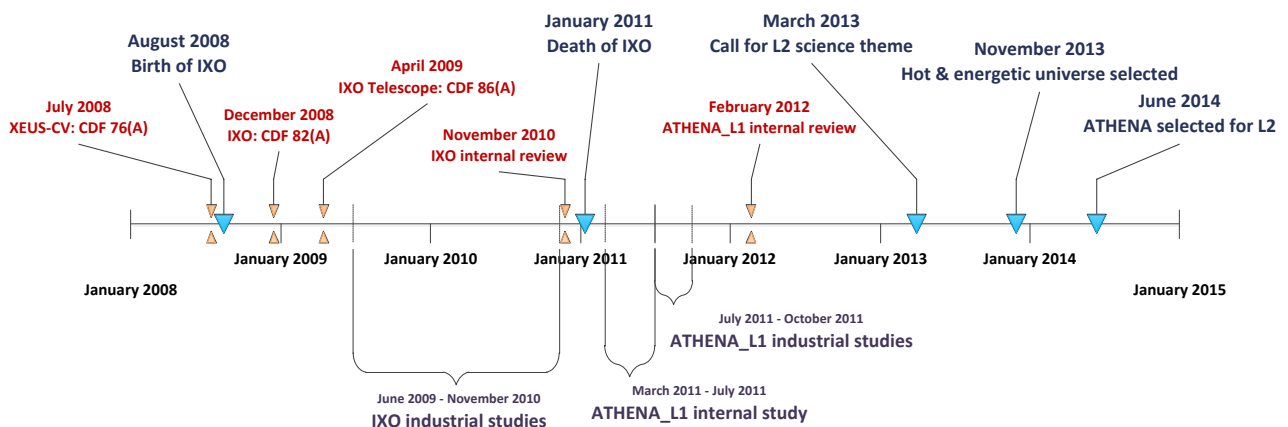 August 2008
Birth of IXO
January 2011
Death of IXO
March 2013
Call for L2 science theme
November 2013
Hot & energetic universe selected
June 2014
ATHENA selected for L2
July 2008
XEUS-CV: CDF 76(A)
December 2008
IXO: CDF 82(A)
April 2009
IXO Telescope: CDF 86(A)
November 2010
IXO internal review
February 2012
ATHENA_L1 internal review
January 2008
January 2009
January 2010
January 2011
January 2012
January 2013
January 2014
January 2015
July 2011 - October 2011
ATHENA_L1 industrial studies
June 2009 - November 2010
IXO industrial studies
March 2011 - July 2011
ATHENA_L1 internal study